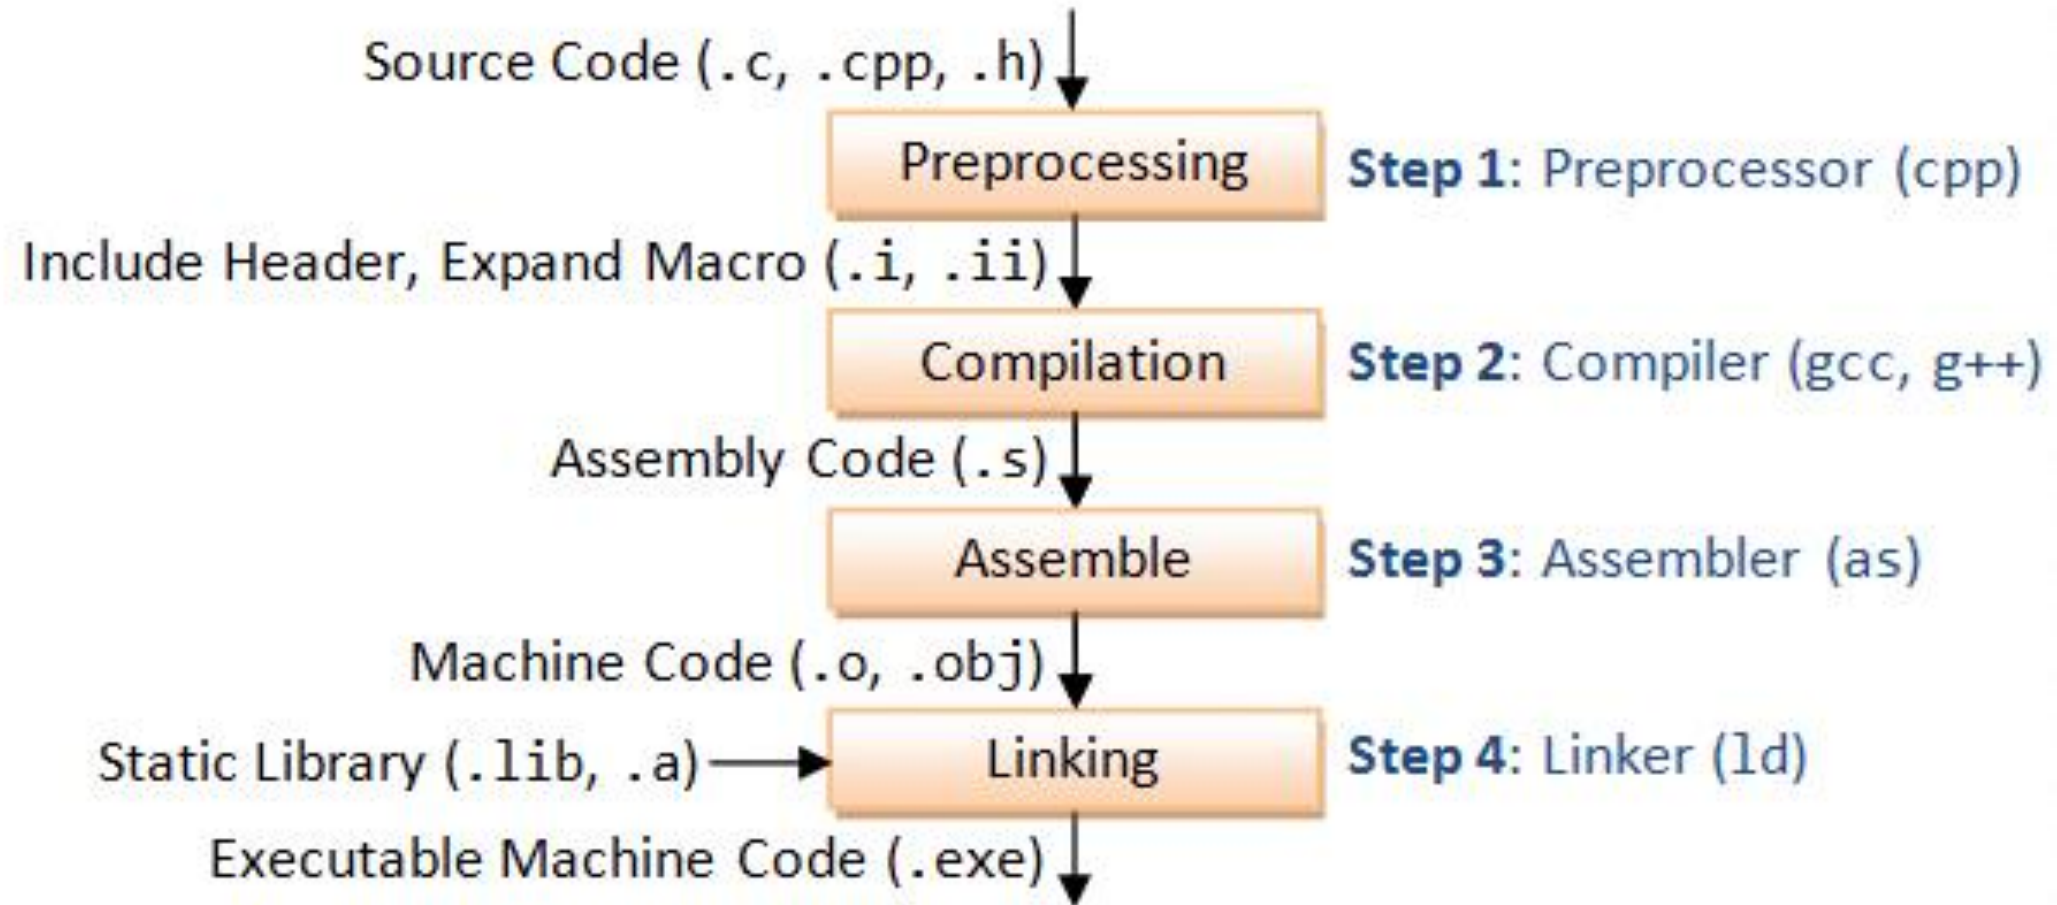 Source Code (.c, .cpp, .h)
Preprocessing
Step 1: Preprocessor (cpp)
Include Header, Expand Macro (.i, .ii)
Compilation
Step 2: Compiler (gcc, g++)
Assembly Code (.s)
Assemble
Step 3: Assembler (as)
Machine Code (.o, .obj)
Static Library (.lib, .a)
Linking
Step 4: Linker (ld)
Executable Machine Code (.exe)